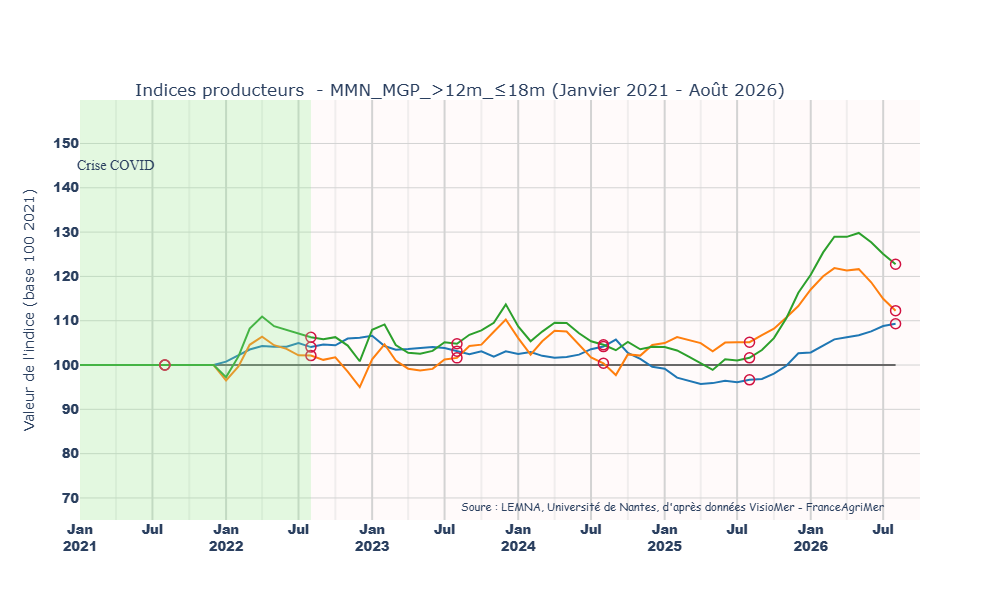 Indices producteurs - MMN_MGP_>12m_≤18m (Janvier 2021 - Août 2026)
Valeur de l'indice (base 100 2021)
150
Crise COVID
140
130
120
110
100
90
80
70
Soure : LEMNA, Université de Nantes, d'après données VisioMer - FranceAgriMer
Jan Jul Jan Jul Jan Jul Jan Jul Jan Jul Jan Jul
2021 2022 2023 2024 2025 2026